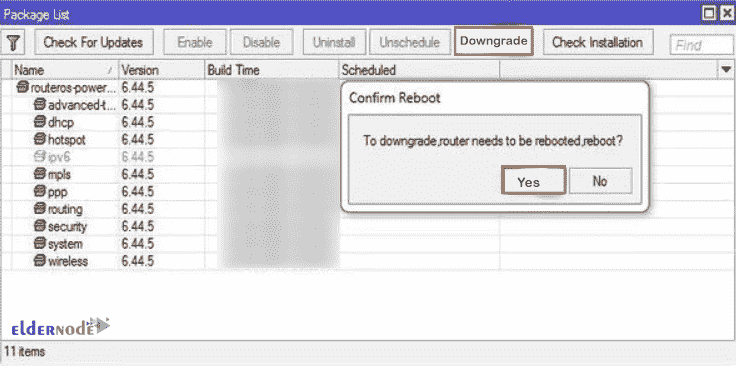 Package List
Check For Updates Enable Disable Uninstall Unschedule Downgrade Check Installation Find
Name / Version Build Time Scheduled
routeros-power... 6.44.5
advanced-t... 6.44.5
dhcp 6.44.5
hotspot 6.44.5
ipv6 6.44.5
mpls 6.44.5
ppp 6.44.5
routing 6.44.5
security 6.44.5
system 6.44.5
wireless 6.44.5
Confirm Reboot
To downgrade,router needs to be rebooted,reboot?
Yes No
ELDERNODE
11 items